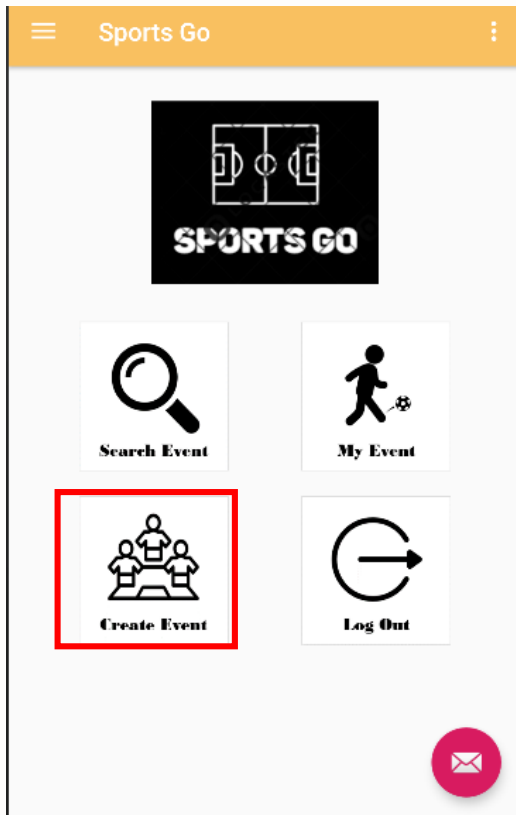 Sports Go
SPORTS GO
Search Event
My Event
Create Event
Log Out